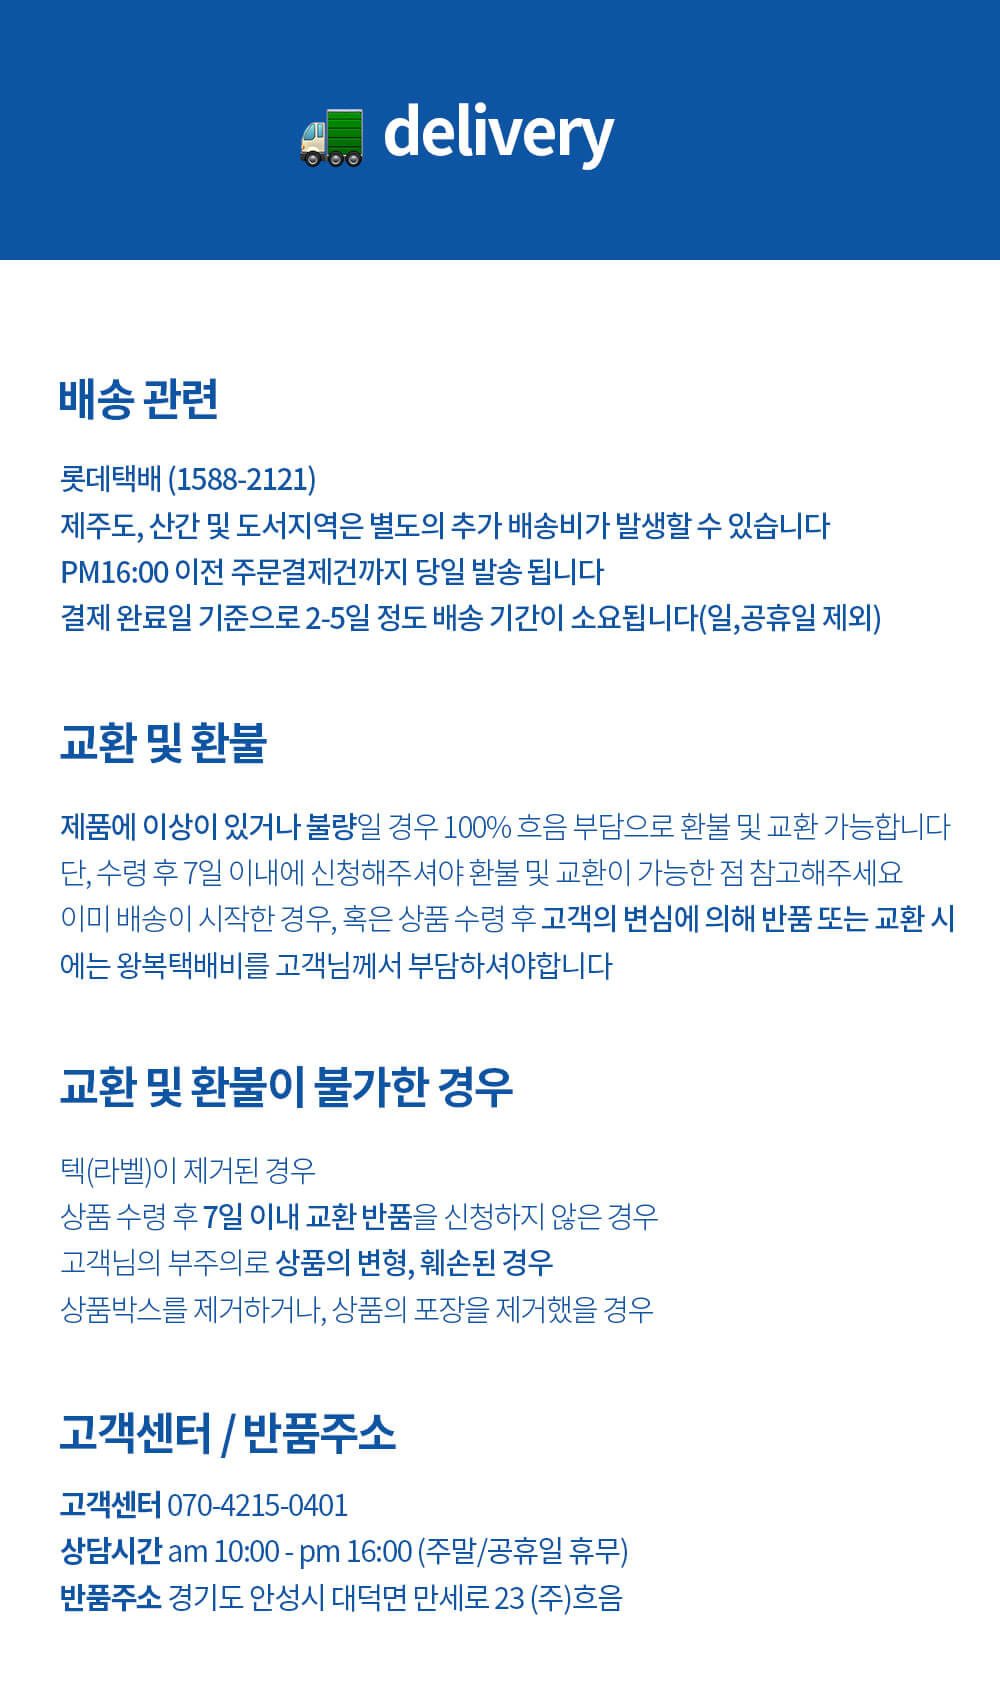 delivery
배송 관련
롯데택배 (1588-2121)
제주도, 산간 및 도서지역은 별도의 추가 배송비가 발생할 수 있습니다
PM16:00 이전 주문결제건까지 당일 발송 됩니다
결제 완료일 기준으로 2-5일 정도 배송 기간이 소요됩니다(일,공휴일 제외)
교환 및 환불
제품에 이상이 있거나 불량일 경우 100% 흐음 부담으로 환불 및 교환 가능합니다
단, 수령 후 7일 이내에 신청해주셔야 환불 및 교환이 가능한 점 참고해주세요
이미 배송이 시작한 경우, 혹은 상품 수령 후 고객의 변심에 의해 반품 또는 교환 시
에는 왕복택배비를 고객님께서 부담하셔야합니다
교환 및 환불이 불가한 경우
텍(라벨)이 제거된 경우
상품 수령 후 7일 이내 교환 반품을 신청하지 않은 경우
고객님의 부주의로 상품의 변형, 훼손된 경우
상품박스를 제거하거나, 상품의 포장을 제거했을 경우
고객센터 / 반품주소
고객센터 070-4215-0401
상담시간 am 10:00 - pm 16:00 (주말/공휴일 휴무)
반품주소 경기도 안성시 대덕면 만세로 23 (주)흐음